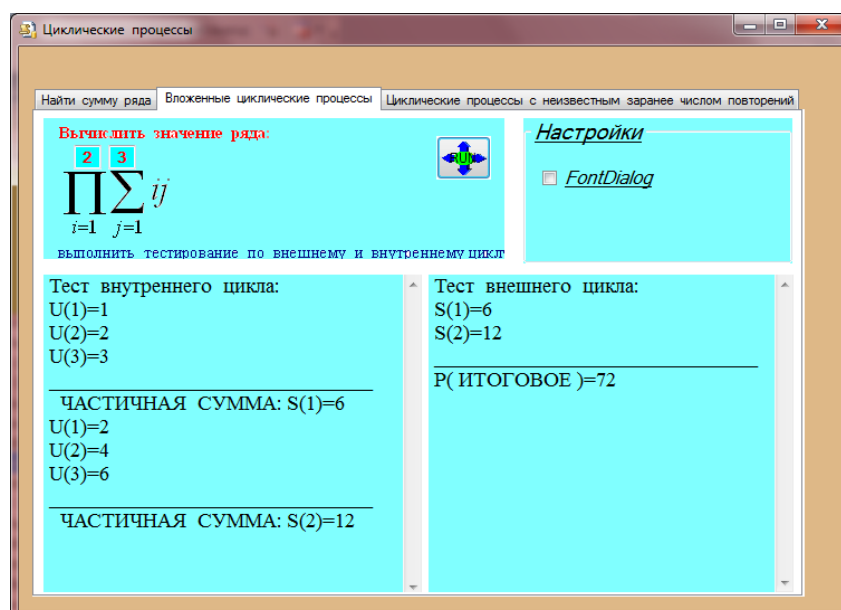 Циклические процессы
Найти сумму ряда Вложенные циклические процессы Циклические процессы с неизвестным заранее числом повторений
Вычислить значение ряда:
2 3
∏ ∑ ij
i=1 j=1
RUN
выполнить тестирование по внешнему и внутреннему цикл
Настройки
FontDialog
Тест внутреннего цикла:
U(1)=1
U(2)=2
U(3)=3
ЧАСТИЧНАЯ СУММА: S(1)=6
U(1)=2
U(2)=4
U(3)=6
ЧАСТИЧНАЯ СУММА: S(2)=12
Тест внешнего цикла:
S(1)=6
S(2)=12
P( ИТОГОВОЕ )=72